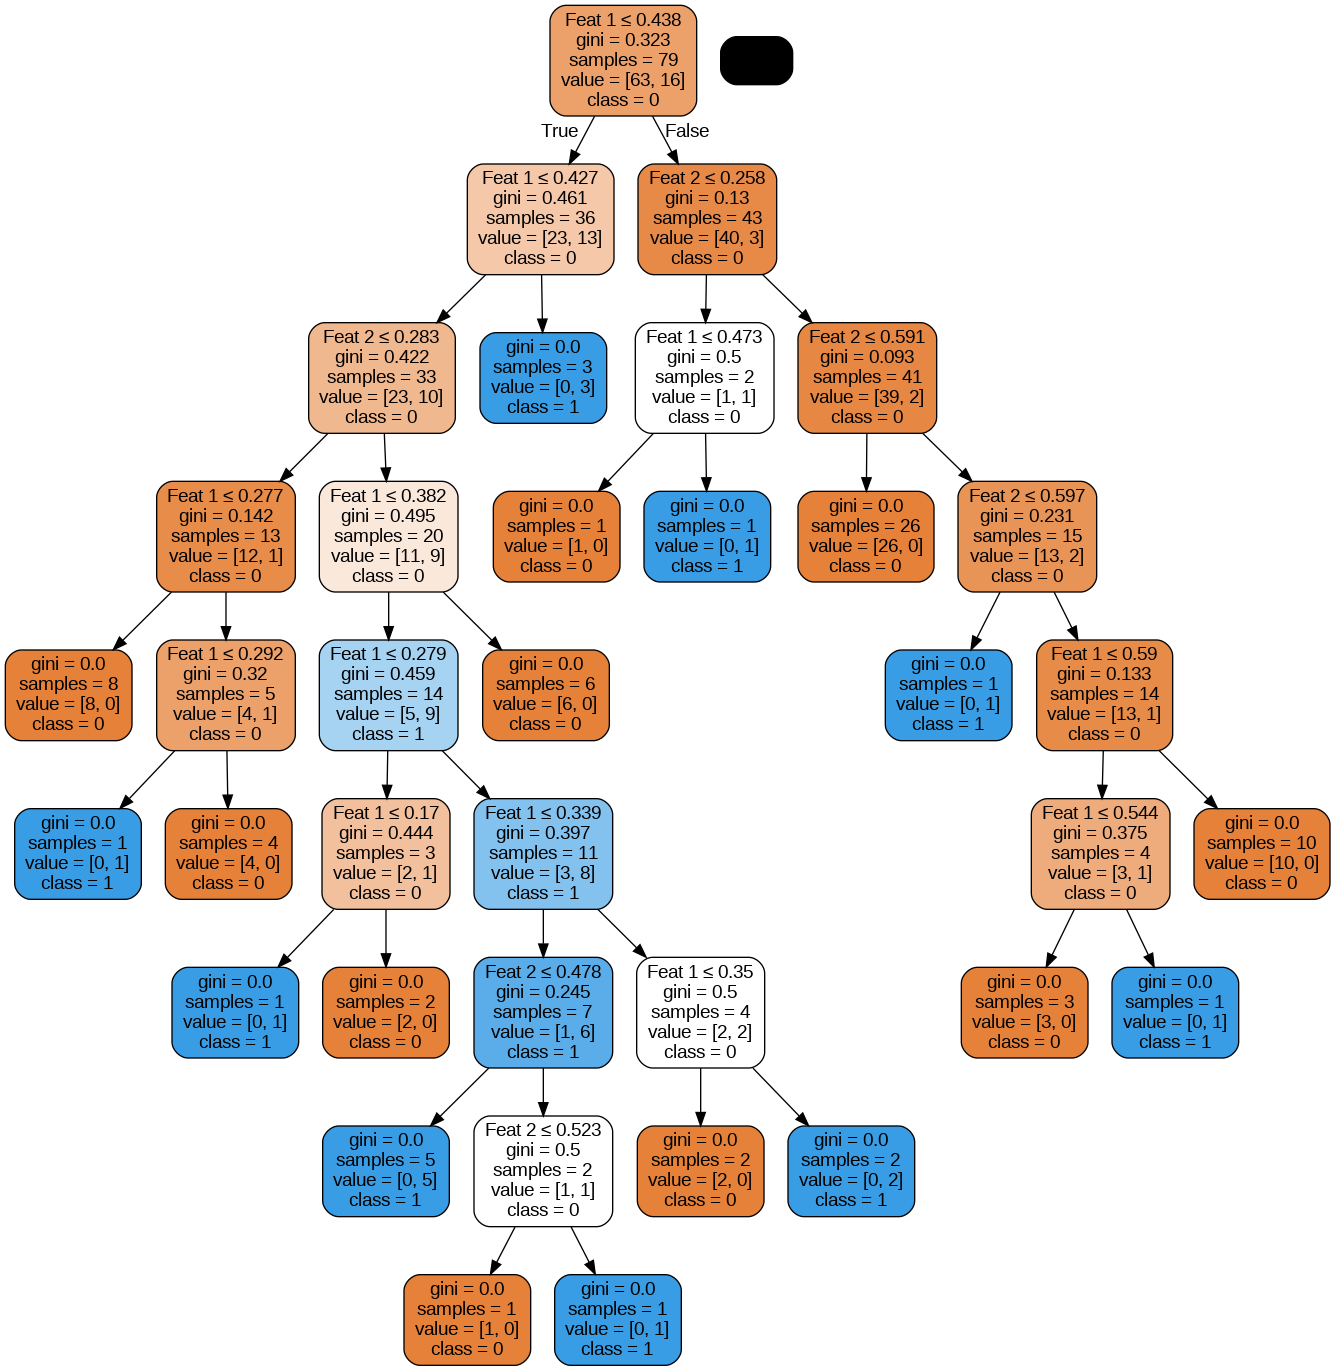 Feat 1 ≤ 0.438
gini = 0.323
samples = 79
value = [63, 16]
class = 0
True
False
Feat 1 ≤ 0.427
gini = 0.461
samples = 36
value = [23, 13]
class = 0
Feat 2 ≤ 0.258
gini = 0.13
samples = 43
value = [40, 3]
class = 0
Feat 2 ≤ 0.283
gini = 0.422
samples = 33
value = [23, 10]
class = 0
gini = 0.0
samples = 3
value = [0, 3]
class = 1
Feat 1 ≤ 0.473
gini = 0.5
samples = 2
value = [1, 1]
class = 0
Feat 2 ≤ 0.591
gini = 0.093
samples = 41
value = [39, 2]
class = 0
Feat 1 ≤ 0.277
gini = 0.142
samples = 13
value = [12, 1]
class = 0
Feat 1 ≤ 0.382
gini = 0.495
samples = 20
value = [11, 9]
class = 0
gini = 0.0
samples = 1
value = [1, 0]
class = 0
gini = 0.0
samples = 1
value = [0, 1]
class = 1
gini = 0.0
samples = 26
value = [26, 0]
class = 0
Feat 2 ≤ 0.597
gini = 0.231
samples = 15
value = [13, 2]
class = 0
gini = 0.0
samples = 8
value = [8, 0]
class = 0
Feat 1 ≤ 0.292
gini = 0.32
samples = 5
value = [4, 1]
class = 0
Feat 1 ≤ 0.279
gini = 0.459
samples = 14
value = [5, 9]
class = 1
gini = 0.0
samples = 6
value = [6, 0]
class = 0
gini = 0.0
samples = 1
value = [0, 1]
class = 1
Feat 1 ≤ 0.59
gini = 0.133
samples = 14
value = [13, 1]
class = 0
gini = 0.0
samples = 1
value = [0, 1]
class = 1
gini = 0.0
samples = 4
value = [4, 0]
class = 0
Feat 1 ≤ 0.17
gini = 0.444
samples = 3
value = [2, 1]
class = 0
Feat 1 ≤ 0.339
gini = 0.397
samples = 11
value = [3, 8]
class = 1
Feat 1 ≤ 0.544
gini = 0.375
samples = 4
value = [3, 1]
class = 0
gini = 0.0
samples = 10
value = [10, 0]
class = 0
gini = 0.0
samples = 1
value = [0, 1]
class = 1
gini = 0.0
samples = 2
value = [2, 0]
class = 0
Feat 2 ≤ 0.478
gini = 0.245
samples = 7
value = [1, 6]
class = 1
Feat 1 ≤ 0.35
gini = 0.5
samples = 4
value = [2, 2]
class = 0
gini = 0.0
samples = 3
value = [3, 0]
class = 0
gini = 0.0
samples = 1
value = [0, 1]
class = 1
gini = 0.0
samples = 5
value = [0, 5]
class = 1
Feat 2 ≤ 0.523
gini = 0.5
samples = 2
value = [1, 1]
class = 0
gini = 0.0
samples = 2
value = [2, 0]
class = 0
gini = 0.0
samples = 2
value = [0, 2]
class = 1
gini = 0.0
samples = 1
value = [1, 0]
class = 0
gini = 0.0
samples = 1
value = [0, 1]
class = 1